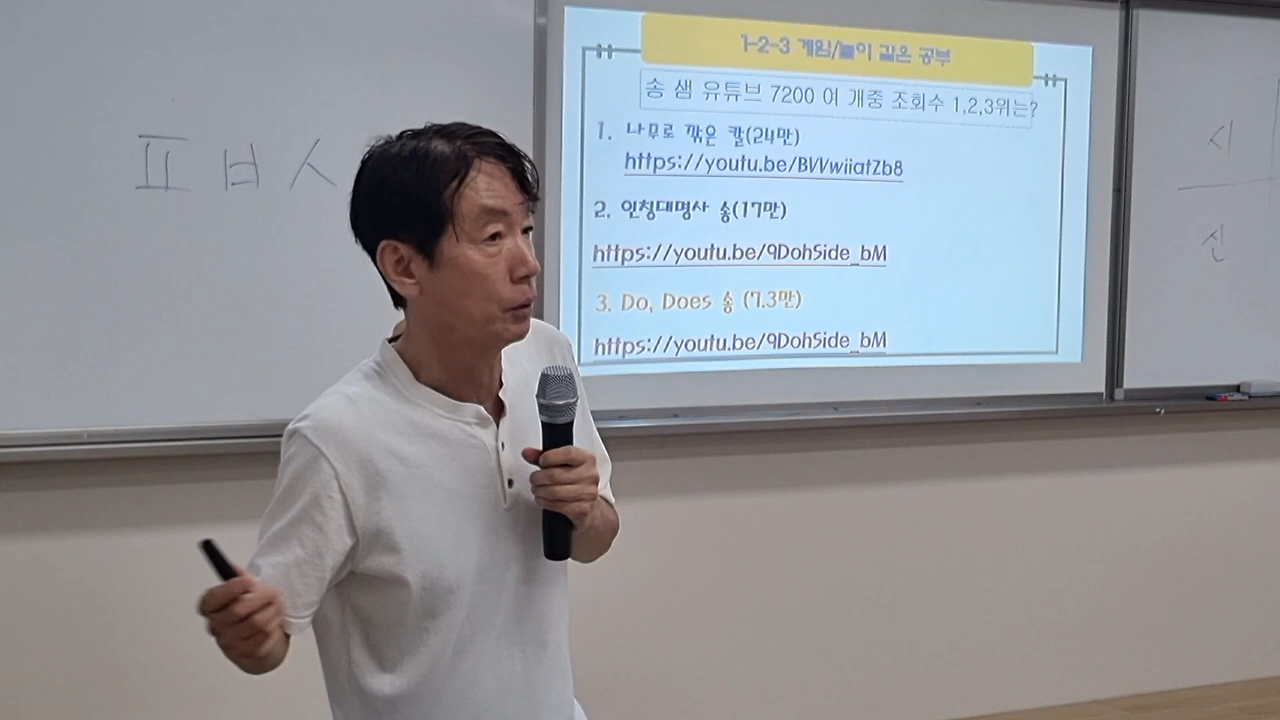 ㅍ ㅂ ㅅ
1-2-3 게임/놀이 같은 공부
송 샘 유튜브 7200 여 개중 조회수 1,2,3위는?
1. 나무로 깎은 칼(24만)
https://youtu.be/BVVwiiatZb8
2. 인칭대명사 송(17만)
https://youtu.be/9DohSide_bM
3. Do, Does 송 (7.3만)
https://youtu.be/9DohSide_bM
시
신